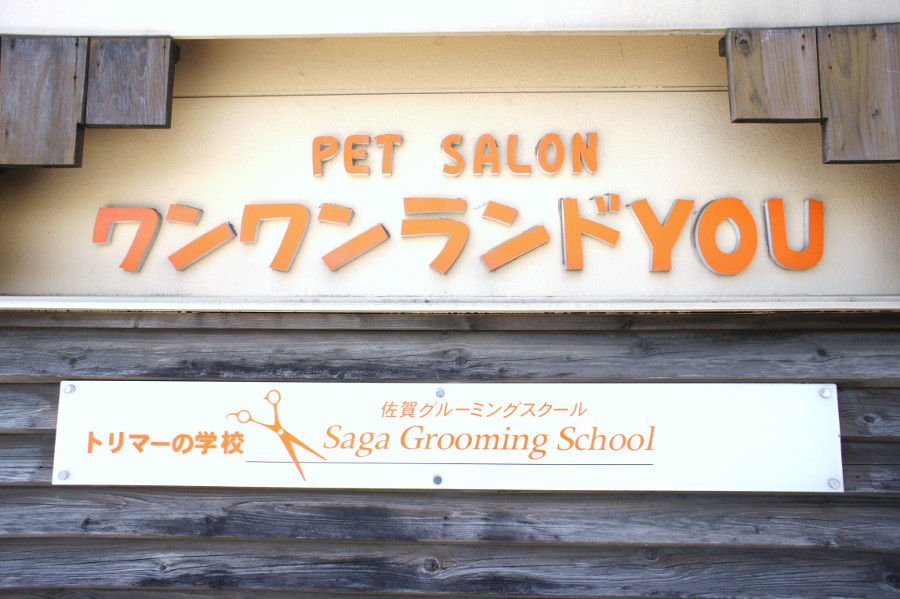 PET SALON
ワンワンランドYOU
佐賀グルーミングスクール
トリマーの学校 Saga Grooming School